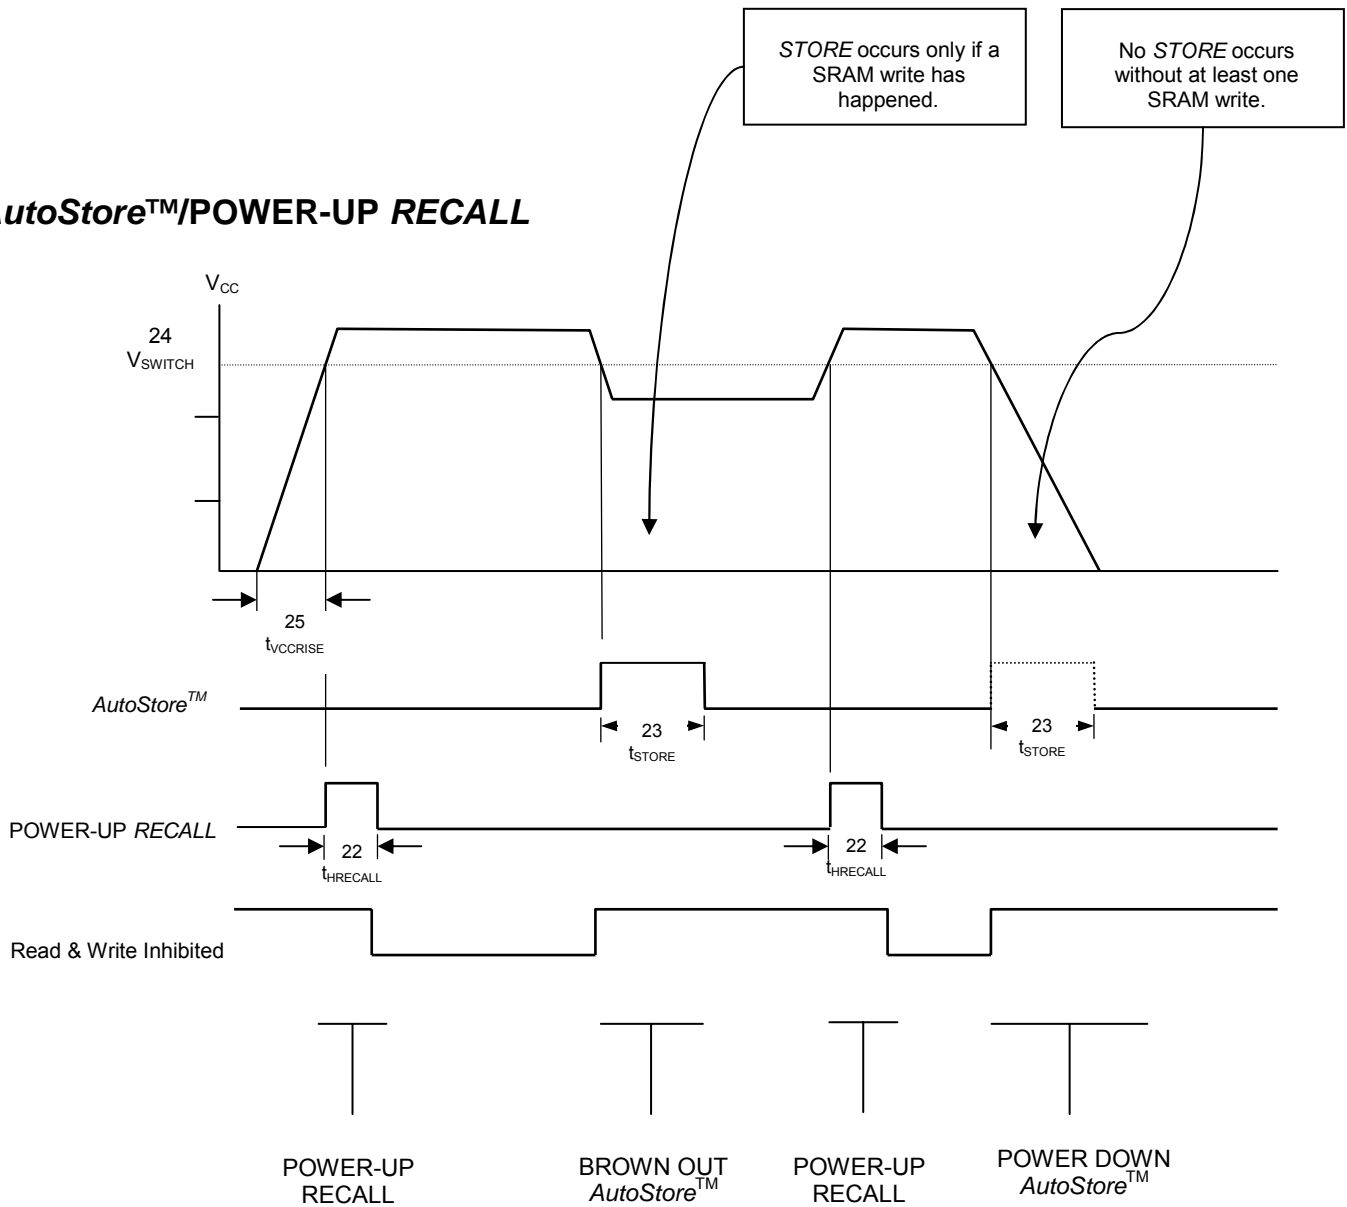 STORE occurs only if a
SRAM write has
happened.
No STORE occurs
without at least one
SRAM write.
utoStore™/POWER-UP RECALL
VCC
24
VSWITCH
25
tVCCRISE
AutoStore™
23
tSTORE
23
tSTORE
POWER-UP RECALL
22
tHRECALL
22
tHRECALL
Read & Write Inhibited
POWER-UP
RECALL
BROWN OUT
AutoStore™
POWER-UP
RECALL
POWER DOWN
AutoStore™